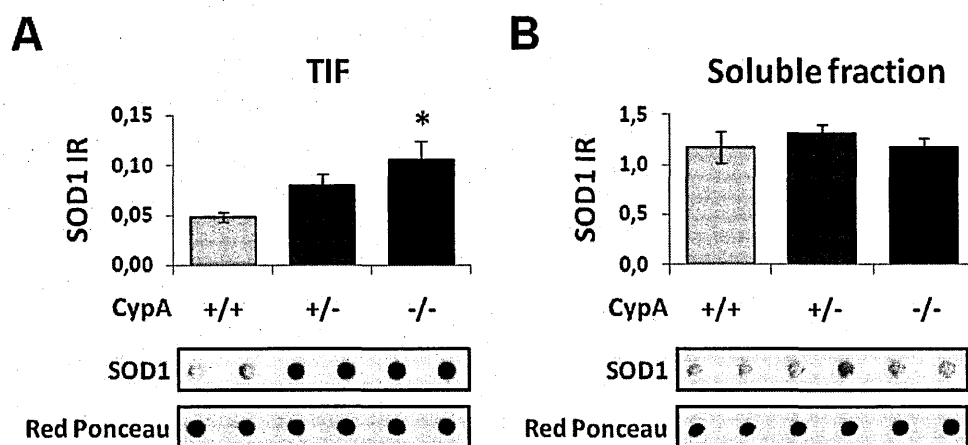 A
TIF
SOD1 IR
0,15
0,10
0,05
0,00
*
CypA +/+ +/- -/-
SOD1
Red Ponceau
B
Soluble fraction
SOD1 IR
1,5
1,0
0,5
0,0
CypA +/+ +/- -/-
SOD1
Red Ponceau